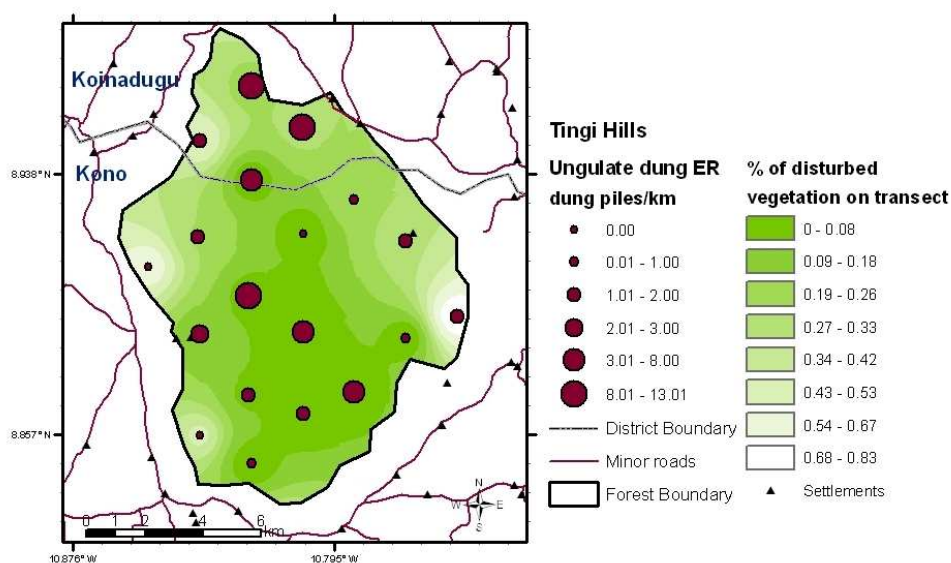 Koinadugu
Kono
8.938°N
8.857°N
10.876°W
10.795°W
0 1 2 4 6
km
N
W E
S
Tingi Hills
Ungulate dung ER
dung piles/km
0.00
0.01 - 1.00
1.01 - 2.00
2.01 - 3.00
3.01 - 8.00
8.01 - 13.01
District Boundary
Minor roads
Forest Boundary
% of disturbed
vegetation on transect
0 - 0.08
0.09 - 0.18
0.19 - 0.26
0.27 - 0.33
0.34 - 0.42
0.43 - 0.53
0.54 - 0.67
0.68 - 0.83
Settlements